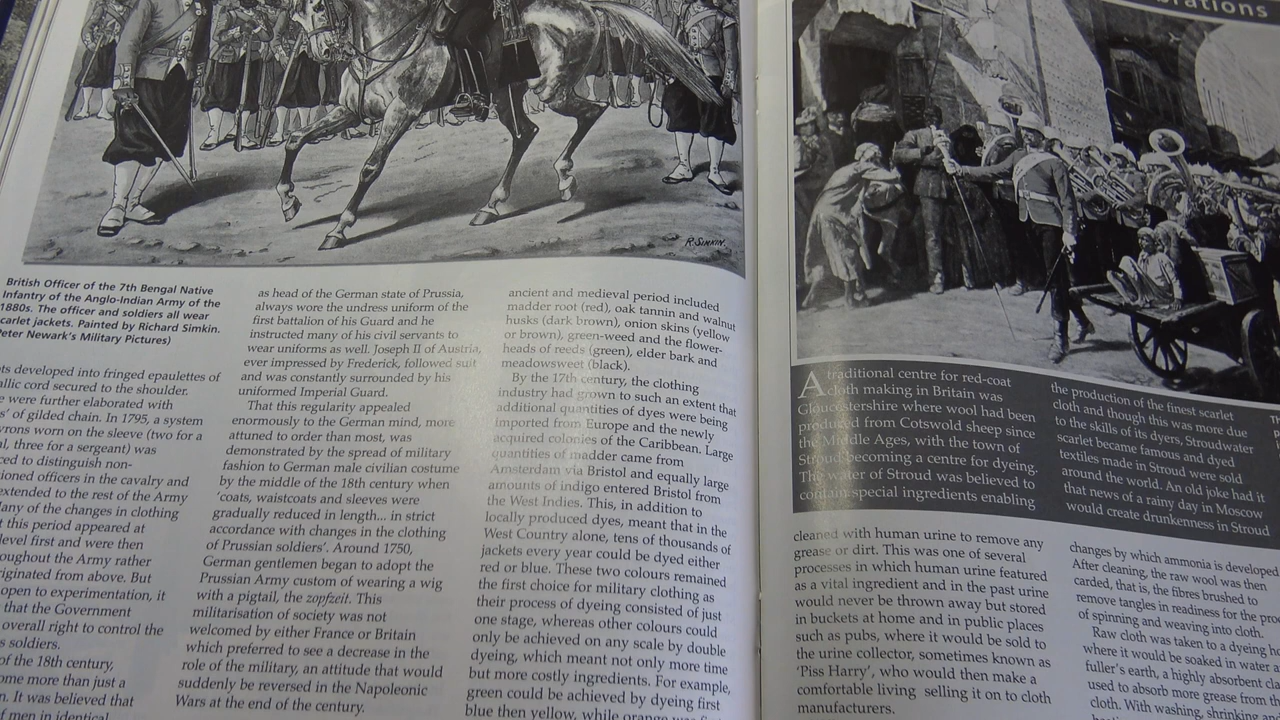 R. SIMKIN.
British Officer of the 7th Bengal Native
Infantry of the Anglo-Indian Army of the
1880s. The officer and soldiers all wear
scarlet jackets. Painted by Richard Simkin.
Peter Newark's Military Pictures)
developed into fringed epaulettes of
cord secured to the shoulder.
were further elaborated with
of gilded chain. In 1795, a system
worn on the sleeve (two for a
three for a sergeant) was
to distinguish non-
officers in the cavalry and
extended to the rest of the Army
Many of the changes in clothing
this period appeared at
level first and were then
the Army rather
originated from above. But
open to experimentation, it
that the Government
overall right to control the
soldiers.
of the 18th century,
more than just a
It was believed that
men in identical
as head of the German state of Prussia,
always wore the undress uniform of the
first battalion of his Guard and he
instructed many of his civil servants to
wear uniforms as well. Joseph II of Austria,
ever impressed by Frederick, followed suit
and was constantly surrounded by his
uniformed Imperial Guard.
That this regularity appealed
enormously to the German mind, more
attuned to order than most, was
demonstrated by the spread of military
fashion to German male civilian costume
by the middle of the 18th century when
'coats, waistcoats and sleeves were
gradually reduced in length... in strict
accordance with changes in the clothing
of Prussian soldiers'. Around 1750,
German gentlemen began to adopt the
Prussian Army custom of wearing a wig
with a pigtail, the zopfzeit. This
militarisation of society was not
welcomed by either France or Britain
which preferred to see a decrease in the
role of the military, an attitude that would
suddenly be reversed in the Napoleonic
Wars at the end of the century.
ancient and medieval period included
madder root (red), oak tannin and walnut
husks (dark brown), onion skins (yellow
or brown), green-weed and the flower-
heads of reeds (green), elder bark and
meadowsweet (black).
By the 17th century, the clothing
industry had grown to such an extent that
additional quantities of dyes were being
imported from Europe and the newly
acquired colonies of the Caribbean. Large
quantities of madder came from
Amsterdam via Bristol and equally large
amounts of indigo entered Bristol from
the West Indies. This, in addition to
locally produced dyes, meant that in the
West Country alone, tens of thousands of
jackets every year could be dyed either
red or blue. These two colours remained
the first choice for military clothing as
their process of dyeing consisted of just
one stage, whereas other colours could
only be achieved on any scale by double
dyeing, which meant not only more time
but more costly ingredients. For example,
green could be achieved by dyeing first
blue then yellow, while orange was first
brations
A traditional centre for red-coat
cloth making in Britain was
Gloucestershire where wool had been
produced from Cotswold sheep since
the Middle Ages, with the town of
Stroud becoming a centre for dyeing.
The water of Stroud was believed to
contain special ingredients enabling
the production of the finest scarlet
cloth and though this was more due
to the skills of its dyers, Stroudwater
scarlet became famous and dyed
textiles made in Stroud were sold
around the world. An old joke had it
that news of a rainy day in Moscow
would create drunkenness in Stroud
cleaned with human urine to remove any
grease or dirt. This was one of several
processes in which human urine featured
as a vital ingredient and in the past urine
would never be thrown away but stored
in buckets at home and in public places
such as pubs, where it would be sold to
the urine collector, sometimes known as
'Piss Harry', who would then make a
comfortable living selling it on to cloth
manufacturers.
changes by which ammonia is developed
After cleaning, the raw wool was then
carded, that is, the fibres brushed to
remove tangles in readiness for the
of spinning and weaving into cloth.
Raw cloth was taken to a dyeing
where it would be soaked in water
fuller's earth, a highly absorbent
used to absorb more grease from the
cloth. With washing, shrinking